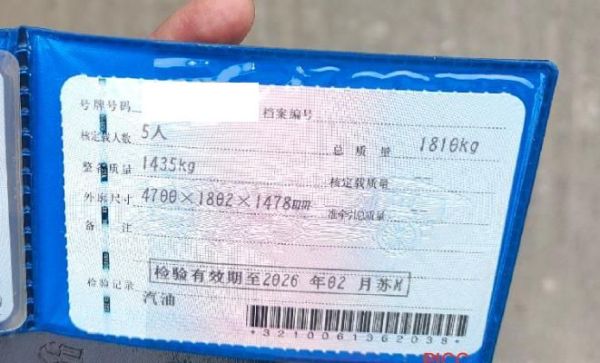 号牌号码 档案编号
核定载人数 5人 总质量 1810kg
整备质量 1435kg 核定载质量 --
外廓尺寸 4700×1802×1478mm 准牵引总质量 --
备注
检验有效期至2026年02月苏M
检验记录
汽油
*3210061362038*
PICC